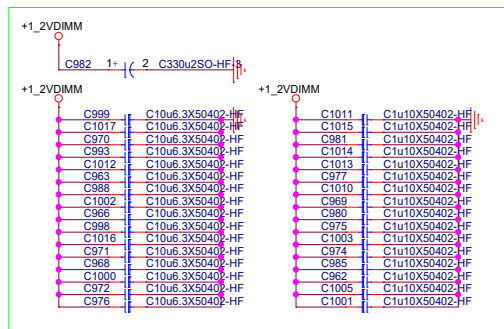 +1_2VDIMM
C982 1 + 2 C330u2SO-HF-3
+1_2VDIMM
C999 C10u6.3X50402-HF
C1017 C10u6.3X50402-HF
C970 C10u6.3X50402-HF
C993 C10u6.3X50402-HF
C1012 C10u6.3X50402-HF
C963 C10u6.3X50402-HF
C988 C10u6.3X50402-HF
C1002 C10u6.3X50402-HF
C966 C10u6.3X50402-HF
C998 C10u6.3X50402-HF
C1016 C10u6.3X50402-HF
C971 C10u6.3X50402-HF
C968 C10u6.3X50402-HF
C1000 C10u6.3X50402-HF
C972 C10u6.3X50402-HF
C976 C10u6.3X50402-HF
+1_2VDIMM
C1011 C1u10X50402-HF
C1015 C1u10X50402-HF
C981 C1u10X50402-HF
C1014 C1u10X50402-HF
C1013 C1u10X50402-HF
C977 C1u10X50402-HF
C1010 C1u10X50402-HF
C969 C1u10X50402-HF
C980 C1u10X50402-HF
C975 C1u10X50402-HF
C1003 C1u10X50402-HF
C974 C1u10X50402-HF
C985 C1u10X50402-HF
C962 C1u10X50402-HF
C1005 C1u10X50402-HF
C1001 C1u10X50402-HF